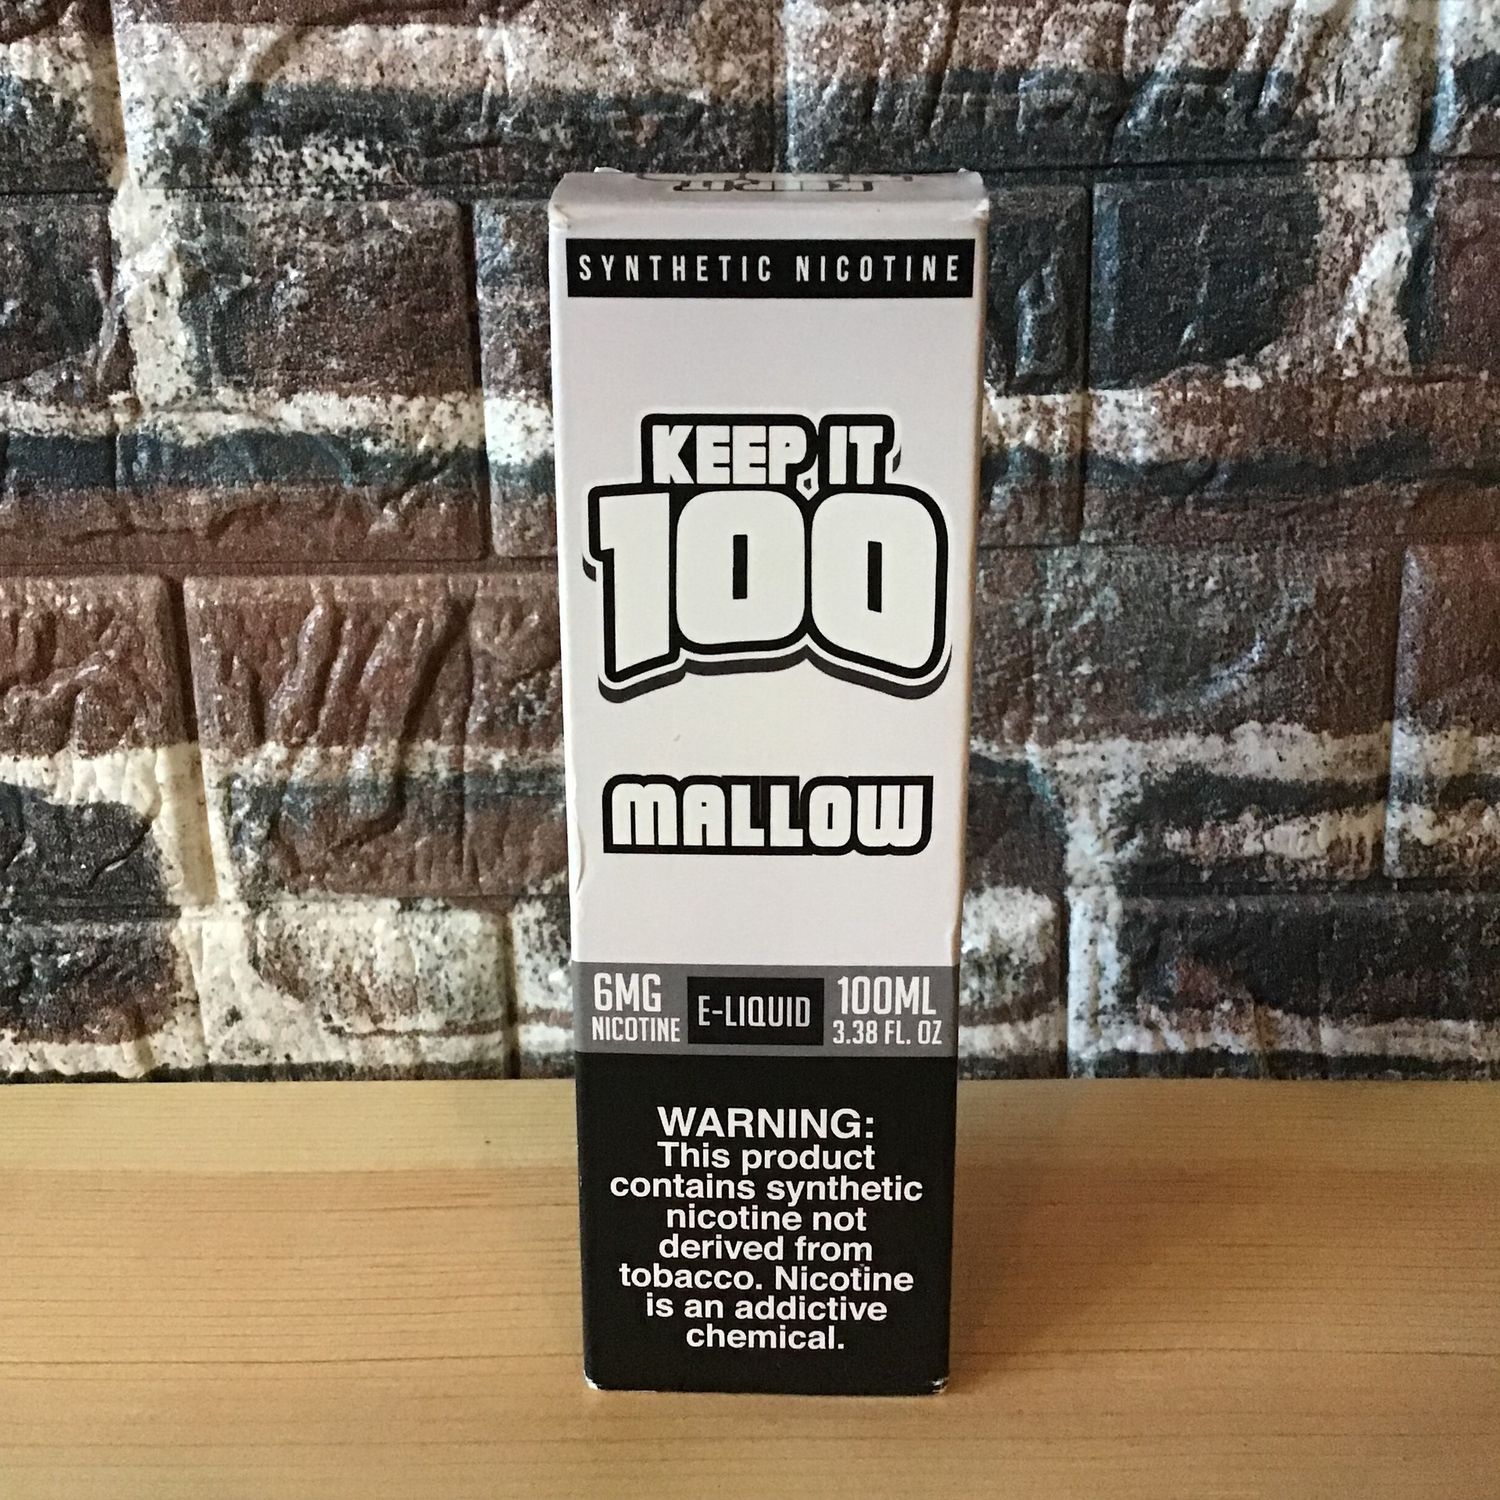 SYNTHETIC NICOTINE
KEEP IT
100
MALLOW
6MG
NICOTINE
E-LIQUID
100ML
3.38 FL. OZ
WARNING:
This product
contains synthetic
nicotine not
derived from
tobacco. Nicotine
is an addictive
chemical.